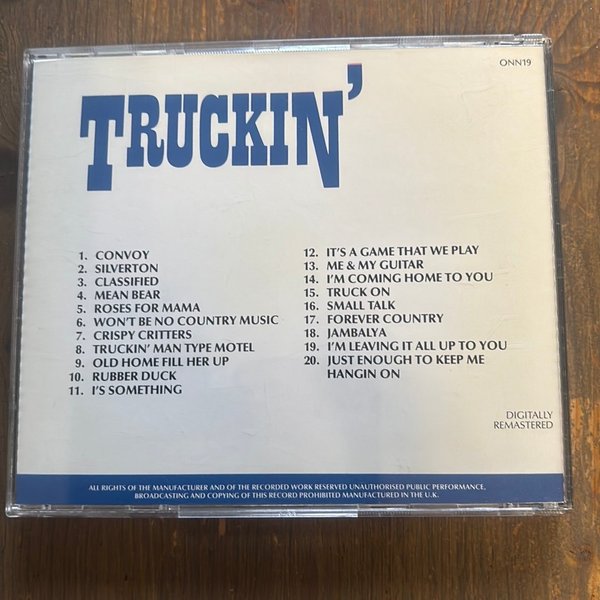 ONN19
TRUCKIN'
1. CONVOY
2. SILVERTON
3. CLASSIFIED
4. MEAN BEAR
5. ROSES FOR MAMA
6. WON'T BE NO COUNTRY MUSIC
7. CRISPY CRITTERS
8. TRUCKIN' MAN TYPE MOTEL
9. OLD HOME FILL HER UP
10. RUBBER DUCK
11. I'S SOMETHING
12. IT'S A GAME THAT WE PLAY
13. ME & MY GUITAR
14. I'M COMING HOME TO YOU
15. TRUCK ON
16. SMALL TALK
17. FOREVER COUNTRY
18. JAMBALYA
19. I'M LEAVING IT ALL UP TO YOU
20. JUST ENOUGH TO KEEP ME
HANGIN ON
DIGITALLY
REMASTERED
ALL RIGHTS OF THE MANUFACTURER AND OF THE RECORDED WORK RESERVED UNAUTHORISED PUBLIC PERFORMANCE,
BROADCASTING AND COPYING OF THIS RECORD PROHIBITED MANUFACTURED IN THE U.K.